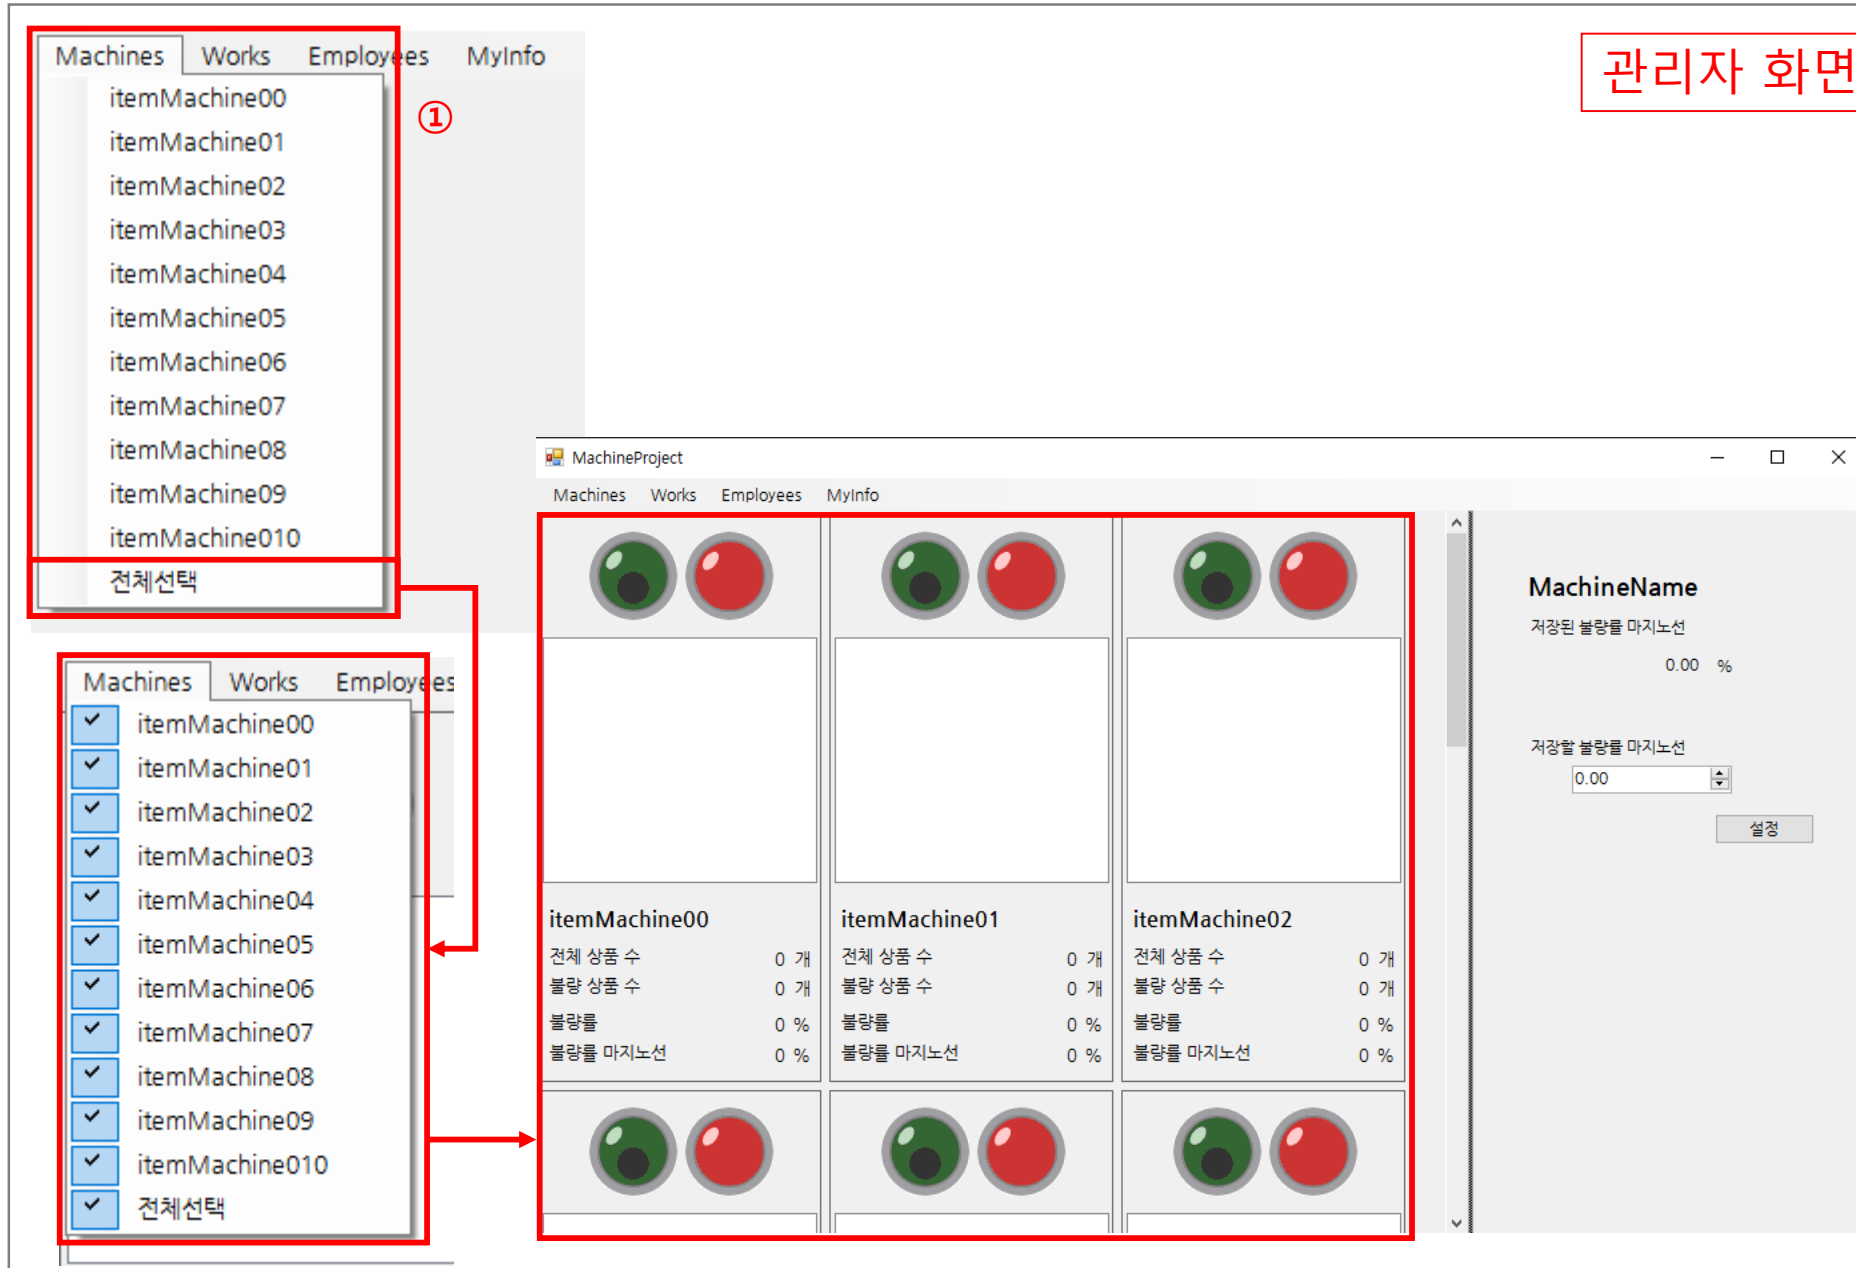 관리자 화면
Machines Works Employees MyInfo
①
itemMachine00
itemMachine01
itemMachine02
itemMachine03
itemMachine04
itemMachine05
itemMachine06
itemMachine07
itemMachine08
itemMachine09
itemMachine010
전체선택
Machines Works Employees
itemMachine00
itemMachine01
itemMachine02
itemMachine03
itemMachine04
itemMachine05
itemMachine06
itemMachine07
itemMachine08
itemMachine09
itemMachine010
전체선택
MachineProject
Machines Works Employees MyInfo
itemMachine00
전체 상품 수 0 개
불량 상품 수 0 개
불량률 0 %
불량률 마지노선 0 %
itemMachine01
전체 상품 수 0 개
불량 상품 수 0 개
불량률 0 %
불량률 마지노선 0 %
itemMachine02
전체 상품 수 0 개
불량 상품 수 0 개
불량률 0 %
불량률 마지노선 0 %
MachineName
저장된 불량률 마지노선
0.00 %
저장할 불량률 마지노선
0.00
설정